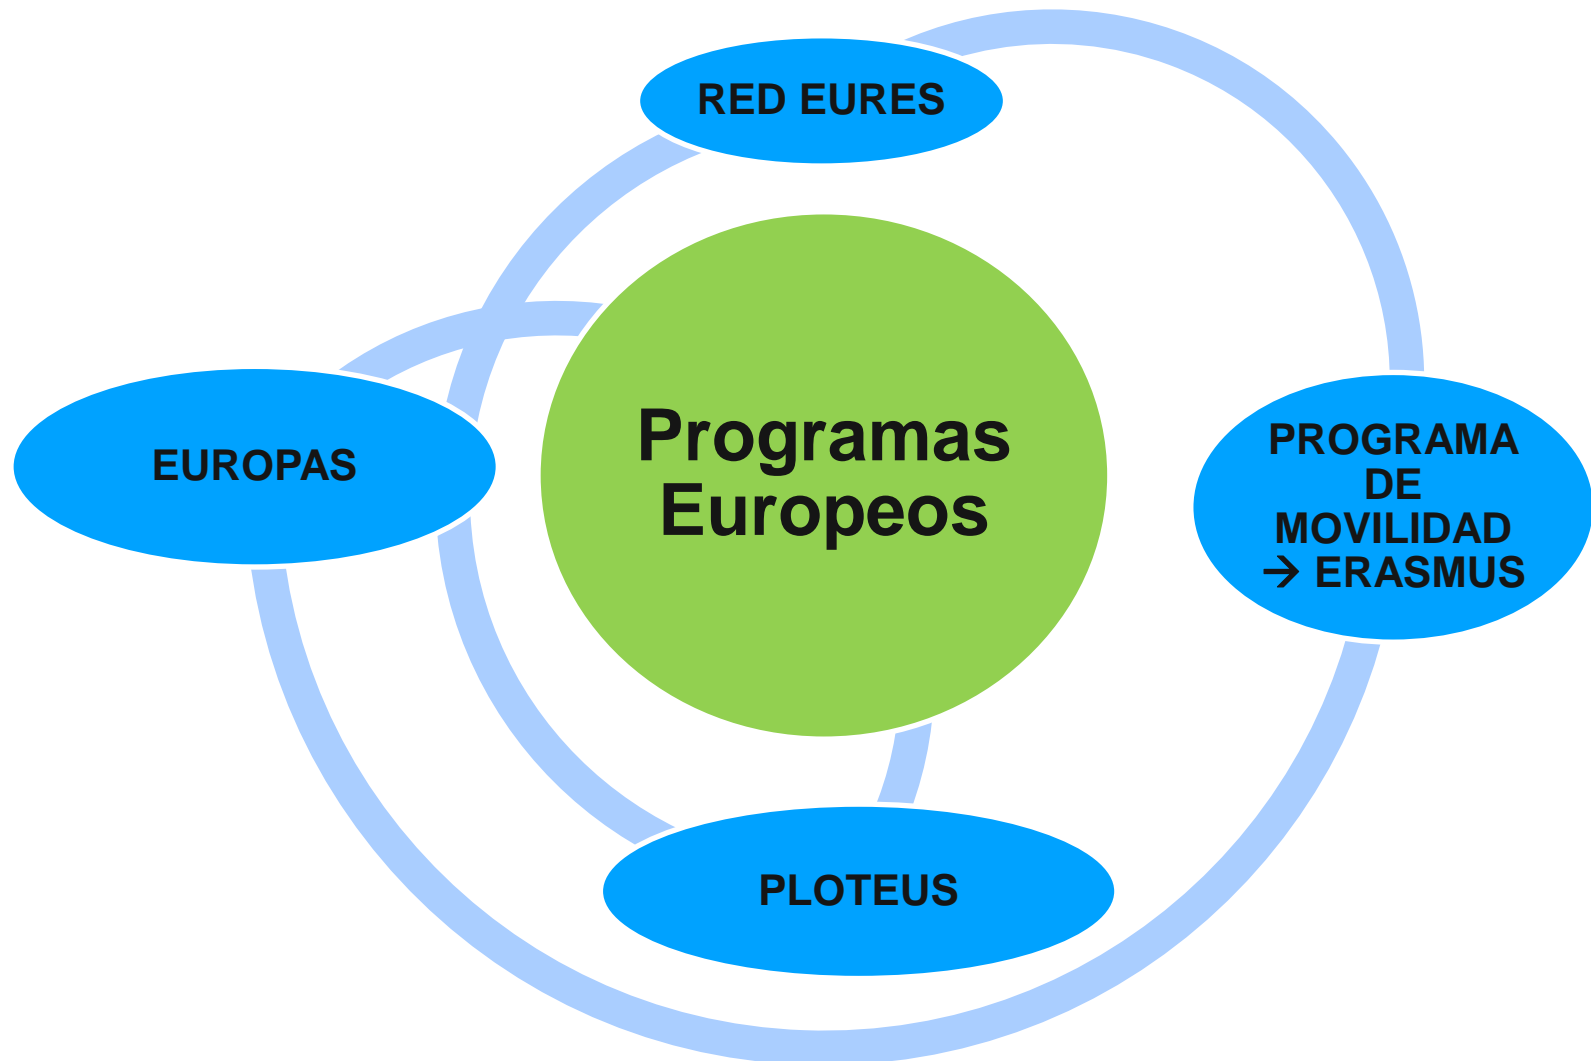 RED EURES
EUROPAS
Programas
Europeos
PROGRAMA
DE
MOVILIDAD
→ ERASMUS
PLOTEUS